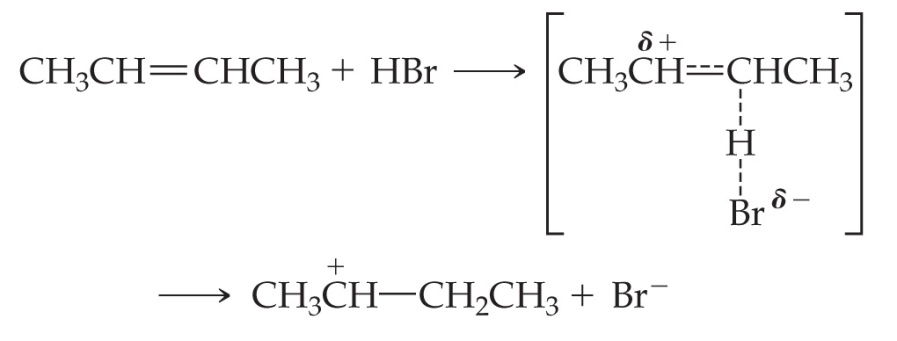 CH₃CH=CHCH₃ + HBr ⟶ [CH₃CH===CHCH₃]
δ+
H
Br δ−
⟶ CH₃C⁺H—CH₂CH₃ + Br⁻